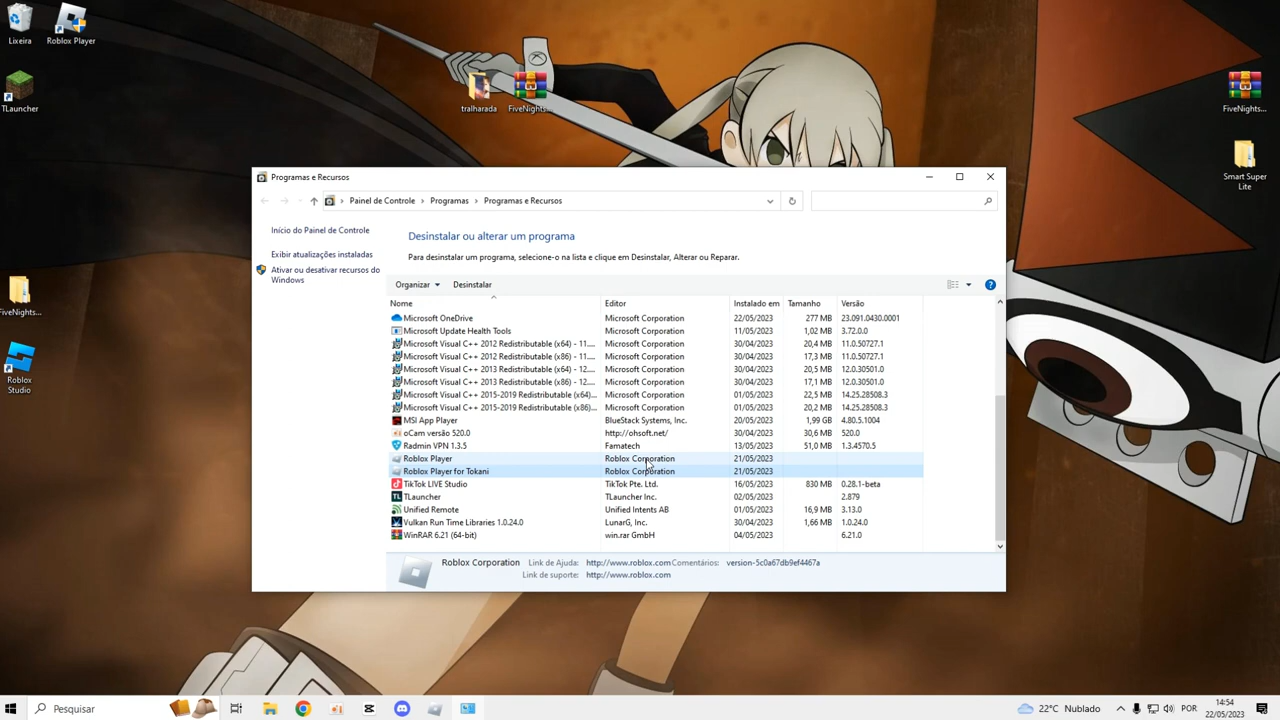 Lixeira
Roblox Player
TLauncher
tralharada
FiveNights...
FiveNights...
Smart Super
Lite
FiveNights...
Roblox
Studio
Programas e Recursos
Painel de Controle
Programas
Programas e Recursos
Início do Painel de Controle
Exibir atualizações instaladas
Ativar ou desativar recursos do
Windows
Desinstalar ou alterar um programa
Para desinstalar um programa, selecione-o na lista e clique em Desinstalar, Alterar ou Reparar.
Organizar Desinstalar
Nome Editor Instalado em Tamanho Versão
Microsoft OneDrive Microsoft Corporation 22/05/2023 277 MB 23.091.0430.0001
Microsoft Update Health Tools Microsoft Corporation 11/05/2023 1,02 MB 3.72.0.0
Microsoft Visual C++ 2012 Redistributable (x64) - 11.... Microsoft Corporation 30/04/2023 20,4 MB 11.0.50727.1
Microsoft Visual C++ 2012 Redistributable (x86) - 11.... Microsoft Corporation 30/04/2023 17,3 MB 11.0.50727.1
Microsoft Visual C++ 2013 Redistributable (x64) - 12.... Microsoft Corporation 30/04/2023 20,5 MB 12.0.30501.0
Microsoft Visual C++ 2013 Redistributable (x86) - 12.... Microsoft Corporation 30/04/2023 17,1 MB 12.0.30501.0
Microsoft Visual C++ 2015-2019 Redistributable (x64)... Microsoft Corporation 01/05/2023 22,5 MB 14.25.28508.3
Microsoft Visual C++ 2015-2019 Redistributable (x86)... Microsoft Corporation 01/05/2023 20,2 MB 14.25.28508.3
MSI App Player BlueStack Systems, Inc. 20/05/2023 1,99 GB 4.80.5.1004
oCam versão 520.0 http://ohsoft.net/ 30/04/2023 30,6 MB 520.0
Radmin VPN 1.3.5 Famatech 13/05/2023 51,0 MB 1.3.4570.5
Roblox Player Roblox Corporation 21/05/2023
Roblox Player for Tokani Roblox Corporation 21/05/2023
TikTok LIVE Studio TikTok Pte. Ltd. 16/05/2023 830 MB 0.28.1-beta
TLauncher TLauncher Inc. 02/05/2023 2.879
Unified Remote Unified Intents AB 01/05/2023 16,9 MB 3.13.0
Vulkan Run Time Libraries 1.0.24.0 LunarG, Inc. 30/04/2023 1,66 MB 1.0.24.0
WinRAR 6.21 (64-bit) win.rar GmbH 04/05/2023 6.21.0
Roblox Corporation Link de Ajuda: http://www.roblox.com Comentários: version-5c0a67db9ef4467a
Link de suporte: http://www.roblox.com
Pesquisar
22°C Nublado
POR
14:54
22/05/2023